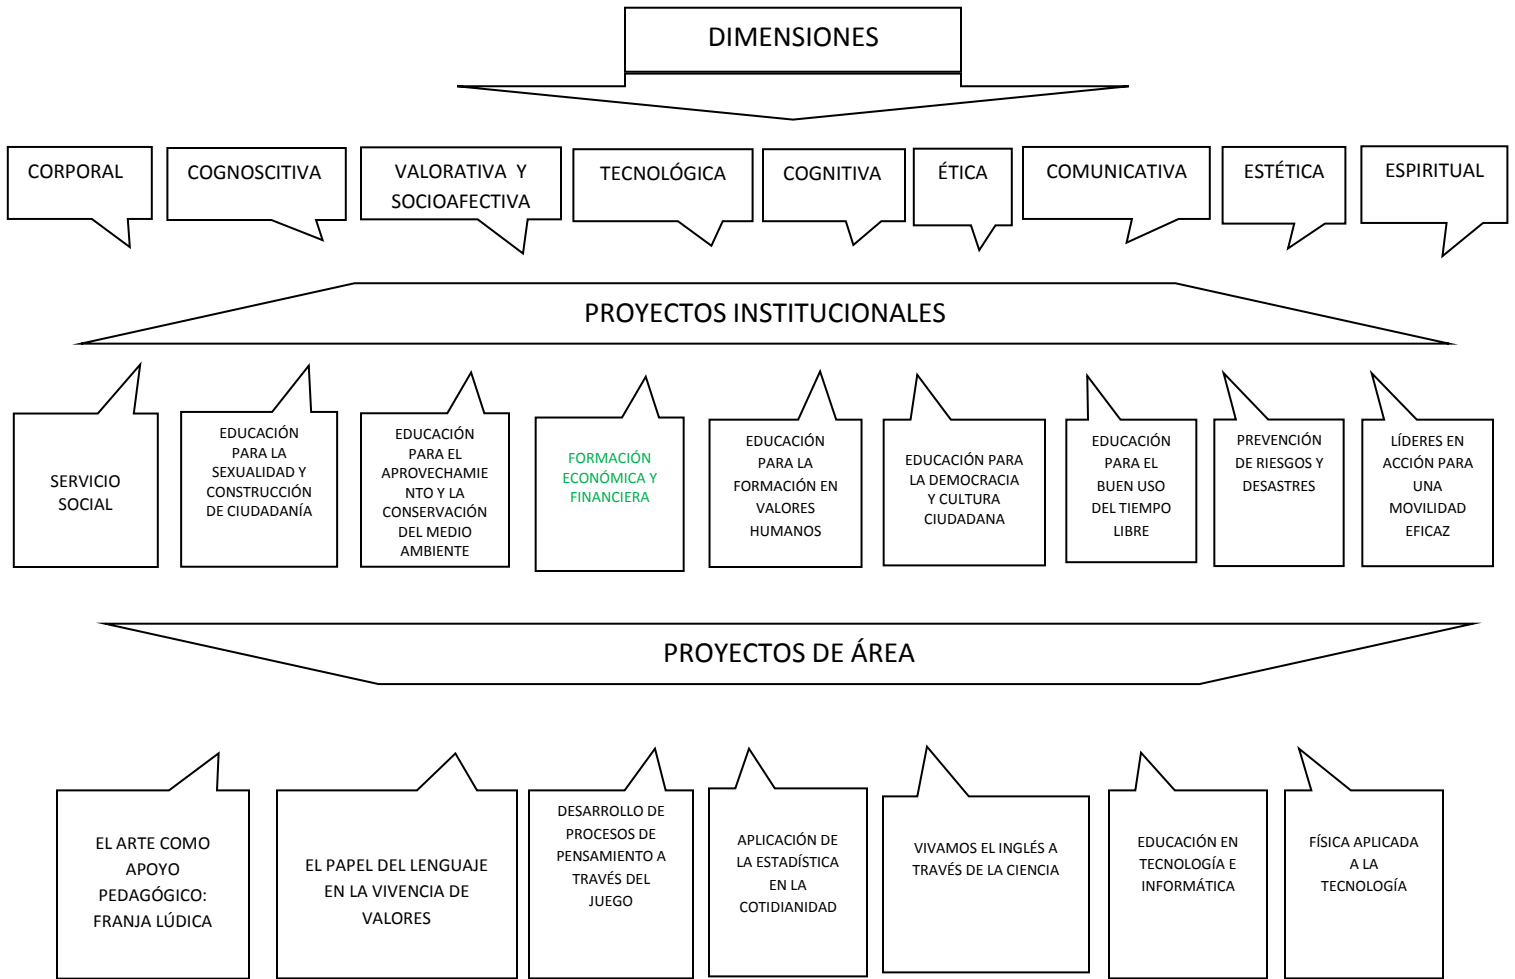 DIMENSIONES
CORPORAL
COGNOSCITIVA
VALORATIVA Y
SOCIOAFECTIVA
TECNOLÓGICA
COGNITIVA
ÉTICA
COMUNICATIVA
ESTÉTICA
ESPIRITUAL
PROYECTOS INSTITUCIONALES
SERVICIO
SOCIAL
EDUCACIÓN
PARA LA
SEXUALIDAD Y
CONSTRUCCIÓN
DE CIUDADANÍA
EDUCACIÓN
PARA EL
APROVECHAMIE
NTO Y LA
CONSERVACIÓN
DEL MEDIO
AMBIENTE
FORMACIÓN
ECONÓMICA Y
FINANCIERA
EDUCACIÓN
PARA LA
FORMACIÓN EN
VALORES
HUMANOS
EDUCACIÓN PARA
LA DEMOCRACIA
Y CULTURA
CIUDADANA
EDUCACIÓN
PARA EL
BUEN USO
DEL TIEMPO
LIBRE
PREVENCIÓN
DE RIESGOS Y
DESASTRES
LÍDERES EN
ACCIÓN PARA
UNA
MOVILIDAD
EFICAZ
PROYECTOS DE ÁREA
EL ARTE COMO
APOYO
PEDAGÓGICO:
FRANJA LÚDICA
EL PAPEL DEL LENGUAJE
EN LA VIVENCIA DE
VALORES
DESARROLLO DE
PROCESOS DE
PENSAMIENTO A
TRAVÉS DEL
JUEGO
APLICACIÓN DE
LA ESTADÍSTICA
EN LA
COTIDIANIDAD
VIVAMOS EL INGLÉS A
TRAVÉS DE LA CIENCIA
EDUCACIÓN EN
TECNOLOGÍA E
INFORMÁTICA
FÍSICA APLICADA
A LA
TECNOLOGÍA